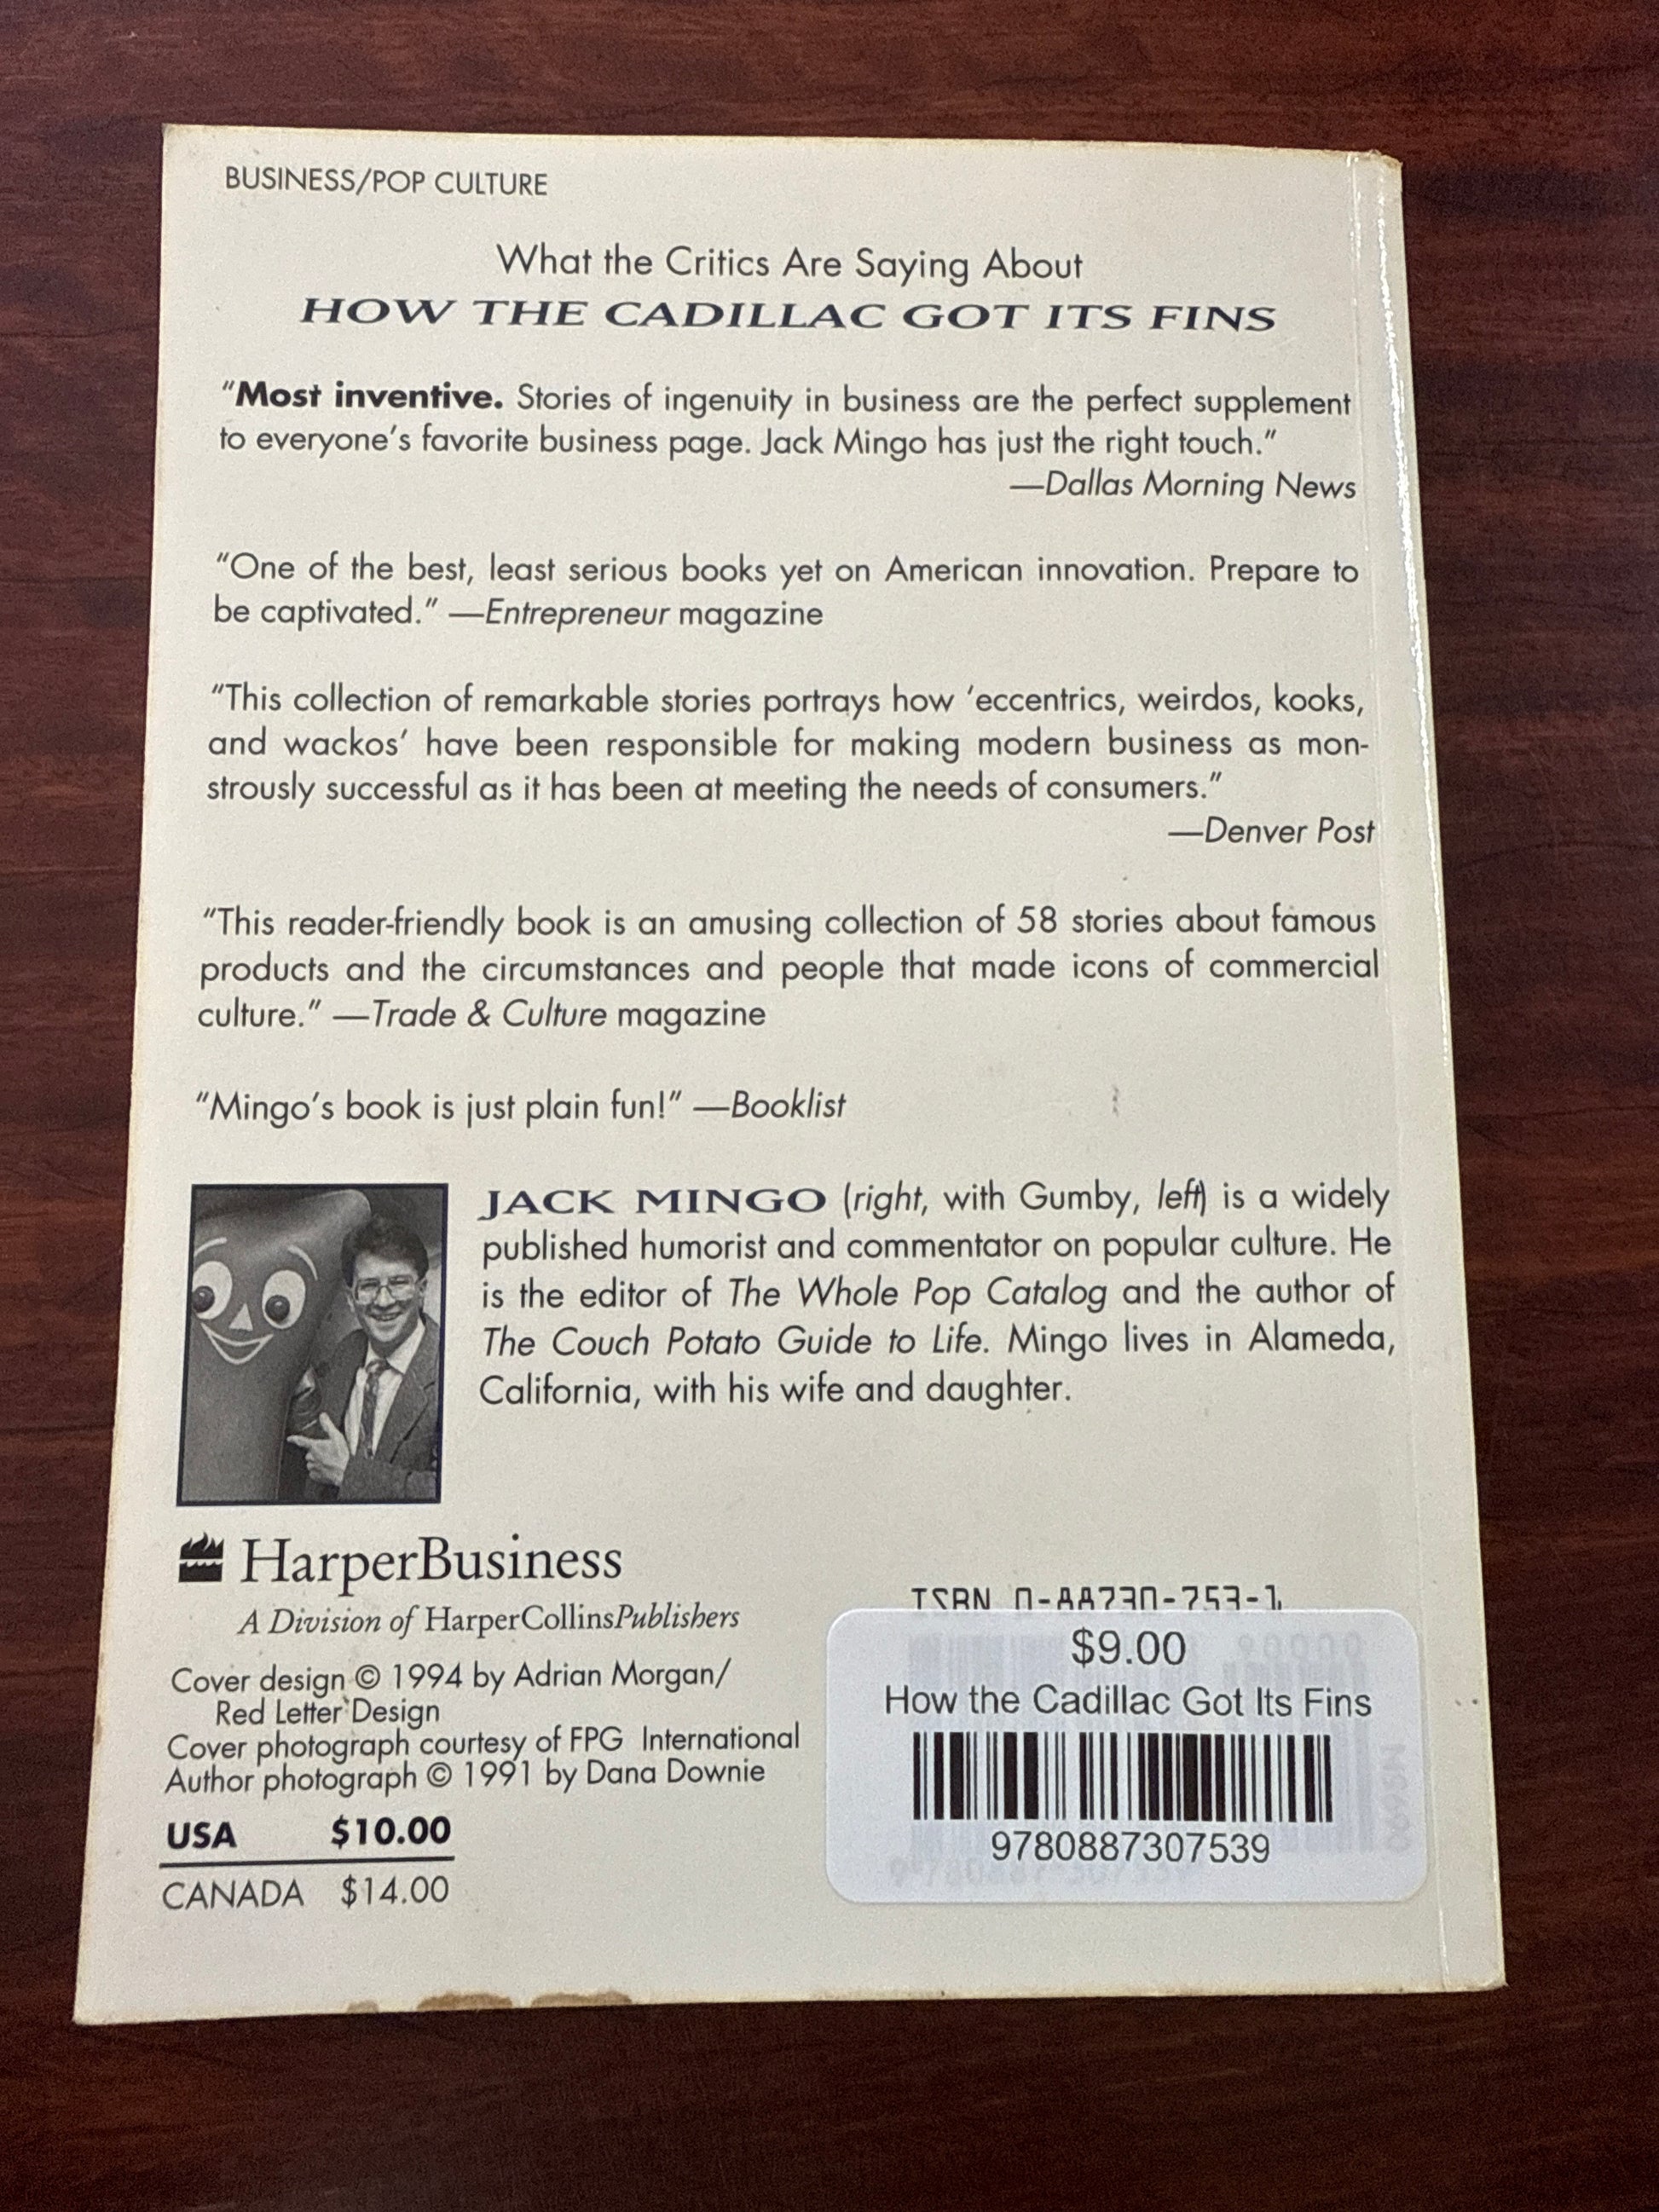 BUSINESS/POP CULTURE
What the Critics Are Saying About
HOW THE CADILLAC GOT ITS FINS
“Most inventive. Stories of ingenuity in business are the perfect supplement
to everyone’s favorite business page. Jack Mingo has just the right touch.”
—Dallas Morning News
“One of the best, least serious books yet on American innovation. Prepare to
be captivated.” —Entrepreneur magazine
“This collection of remarkable stories portrays how ‘eccentrics, weirdos, kooks,
and wackos’ have been responsible for making modern business as mon-
strously successful as it has been at meeting the needs of consumers.”
—Denver Post
“This reader-friendly book is an amusing collection of 58 stories about famous
products and the circumstances and people that made icons of commercial
culture.” —Trade & Culture magazine
“Mingo’s book is just plain fun!” —Booklist
JACK MINGO (right, with Gumby, left) is a widely
published humorist and commentator on popular culture. He
is the editor of The Whole Pop Catalog and the author of
The Couch Potato Guide to Life. Mingo lives in Alameda,
California, with his wife and daughter.
HarperBusiness
A Division of HarperCollinsPublishers
Cover design © 1994 by Adrian Morgan/
Red Letter Design
Cover photograph courtesy of FPG International
Author photograph © 1991 by Dana Downie
USA $10.00
CANADA $14.00
ISBN 0-88730-753-1
$9.00
How the Cadillac Got Its Fins
9780887307539